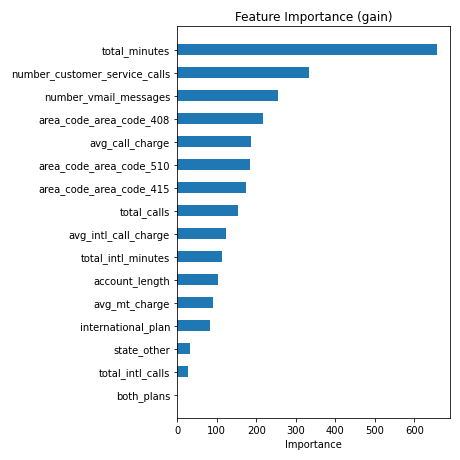 Feature Importance (gain)
total_minutes
number_customer_service_calls
number_vmail_messages
area_code_area_code_408
avg_call_charge
area_code_area_code_510
area_code_area_code_415
total_calls
avg_intl_call_charge
total_intl_minutes
account_length
avg_mt_charge
international_plan
state_other
total_intl_calls
both_plans
0 100 200 300 400 500 600
Importance